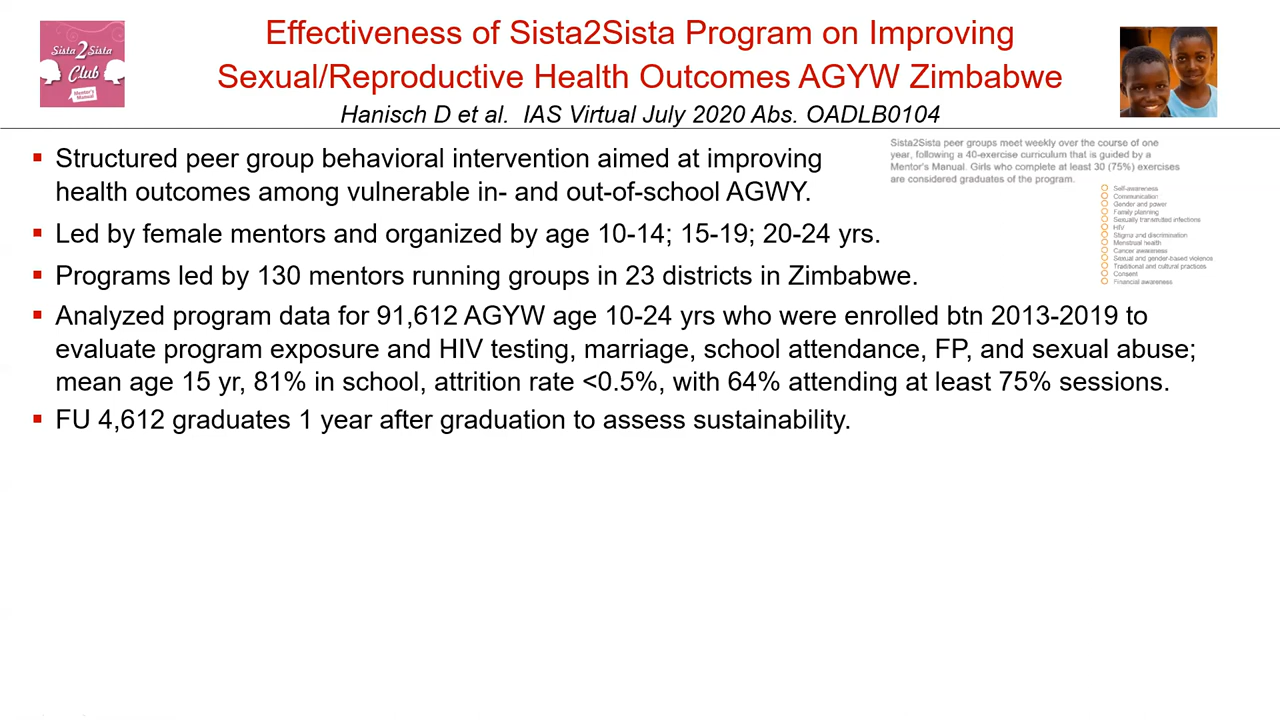 Sista 2 Sista
Club
Mentor's
Manual
Effectiveness of Sista2Sista Program on Improving
Sexual/Reproductive Health Outcomes AGYW Zimbabwe
Hanisch D et al. IAS Virtual July 2020 Abs. OADLB0104
▪ Structured peer group behavioral intervention aimed at improving
health outcomes among vulnerable in- and out-of-school AGWY.
▪ Led by female mentors and organized by age 10-14; 15-19; 20-24 yrs.
▪ Programs led by 130 mentors running groups in 23 districts in Zimbabwe.
▪ Analyzed program data for 91,612 AGYW age 10-24 yrs who were enrolled btn 2013-2019 to
evaluate program exposure and HIV testing, marriage, school attendance, FP, and sexual abuse;
mean age 15 yr, 81% in school, attrition rate <0.5%, with 64% attending at least 75% sessions.
▪ FU 4,612 graduates 1 year after graduation to assess sustainability.
Sista2Sista peer groups meet weekly over the course of one
year, following a 40-exercise curriculum that is guided by a
Mentor's Manual. Girls who complete at least 30 (75%) exercises
are considered graduates of the program.
Self-awareness
Communication
Gender and power
Family planning
Sexually transmitted infections
HIV
Stigma and discrimination
Menstrual health
Cancer awareness
Sexual and gender-based violence
Traditional and cultural practices
Consent
Financial awareness